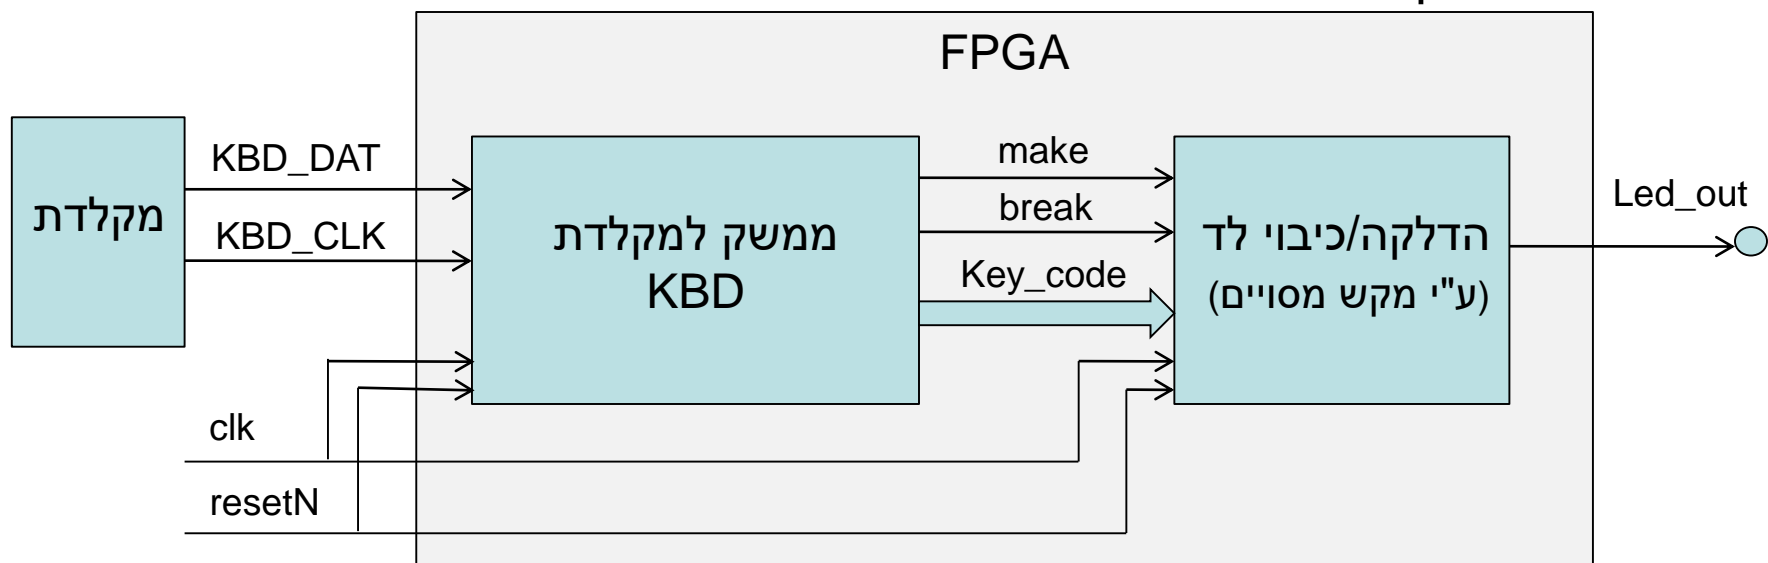 FPGA
מקלדת
KBD_DAT
KBD_CLK
ממשק למקלדת
KBD
make
break
Key_code
הדלקה/כיבוי לד
(ע"י מקש מסויים)
Led_out
clk
resetN